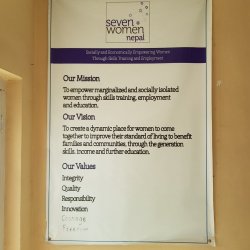 seven
women
nepal
Socially and Economically Empowering Women
Through Skills Training and Employment
Our Mission
To empower marginalized and socially isolated
women through skills training, employment
and education.
Our Vision
To create a dynamic place for women to come
together to improve their standard of living to benefit
families and communities, through the generation
skills, income and further education.
Our Values
Integrity
Quality
Responsibility
Innovation
Courage